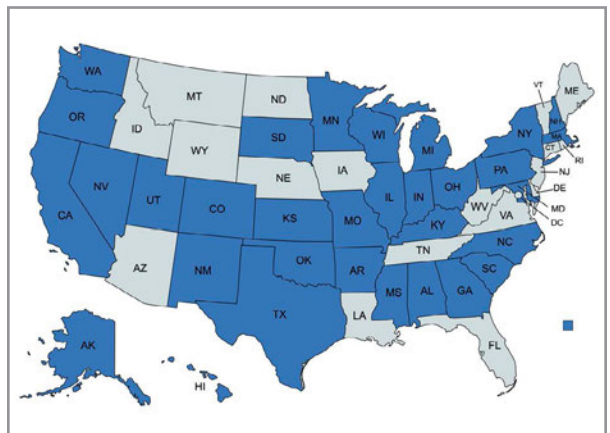 WA
MT
ND
MN
VT
ME
OR
ID
SD
WI
NY
NH
MA
WY
MI
CT
RI
IA
PA
NJ
NV
NE
IL
IN
OH
DE
UT
CO
WV
MD
CA
KS
MO
KY
VA
DC
NC
TN
AZ
NM
OK
AR
SC
MS
AL
GA
TX
LA
FL
AK
HI